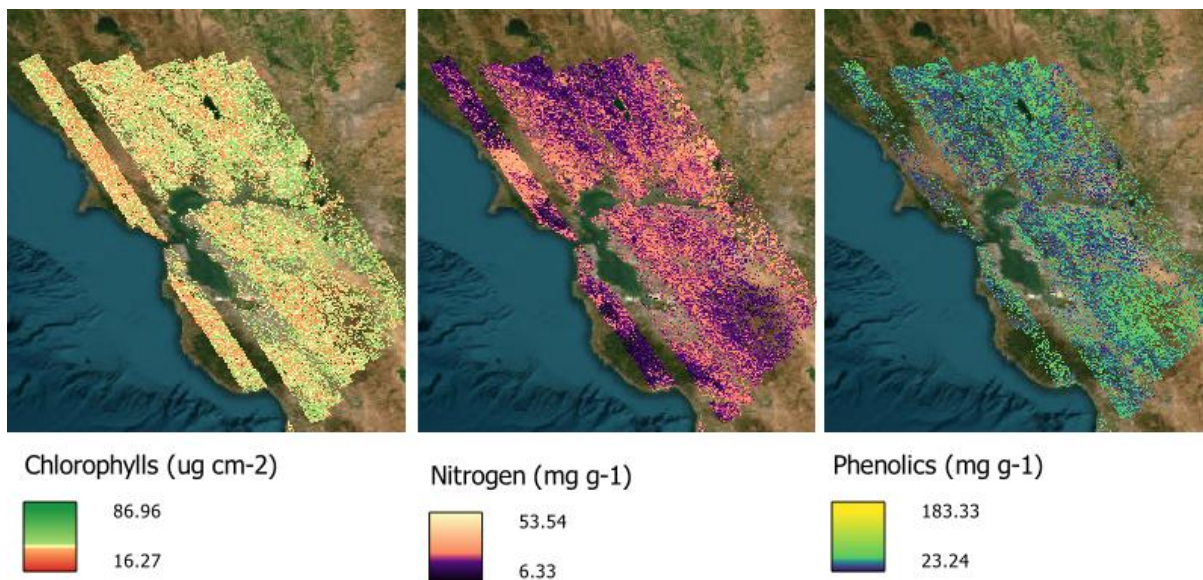 Chlorophylls (ug cm-2)
86.96
16.27
Nitrogen (mg g-1)
53.54
6.33
Phenolics (mg g-1)
183.33
23.24